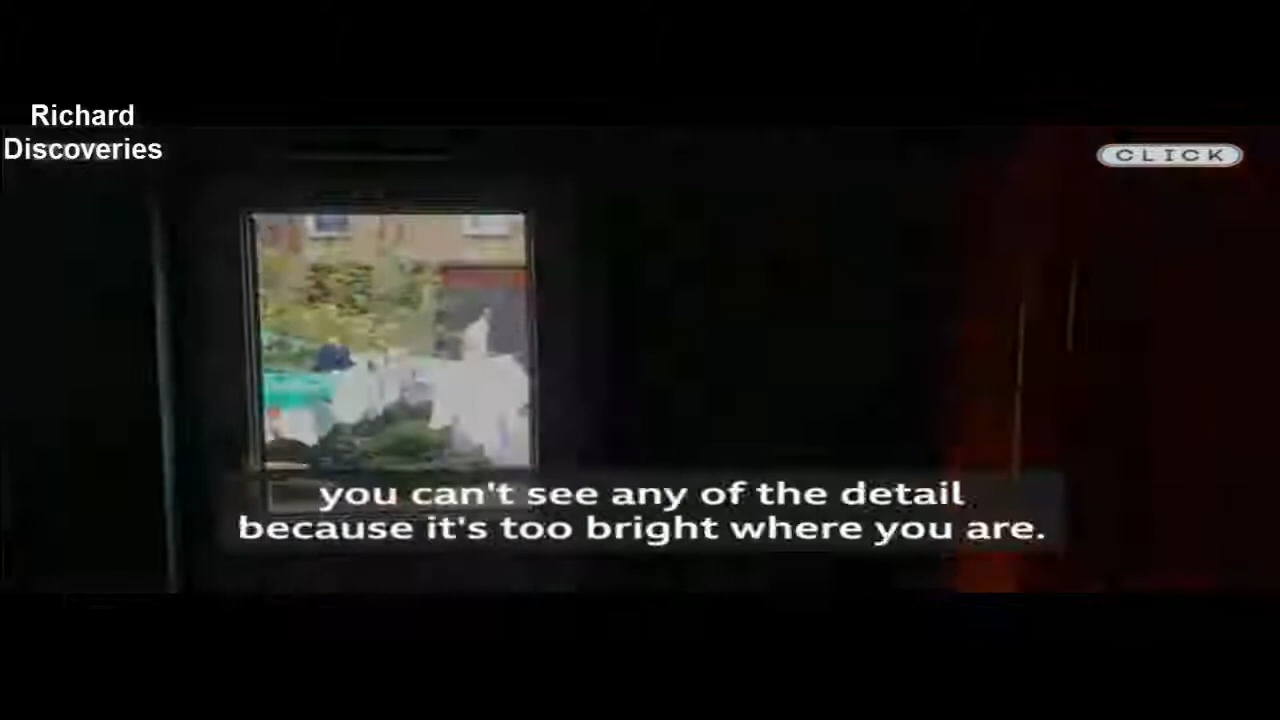 Richard
Discoveries
CLICK
you can't see any of the detail
because it's too bright where you are.